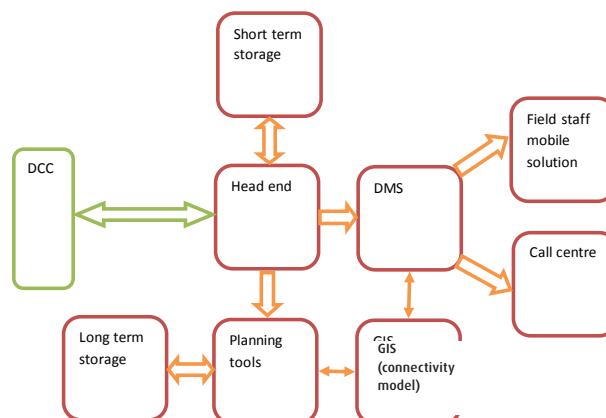 Short term
storage
Field staff
mobile
solution
DCC
Head end
DMS
Call centre
Long term
storage
Planning
tools
GIS
GIS
(connectivity
model)